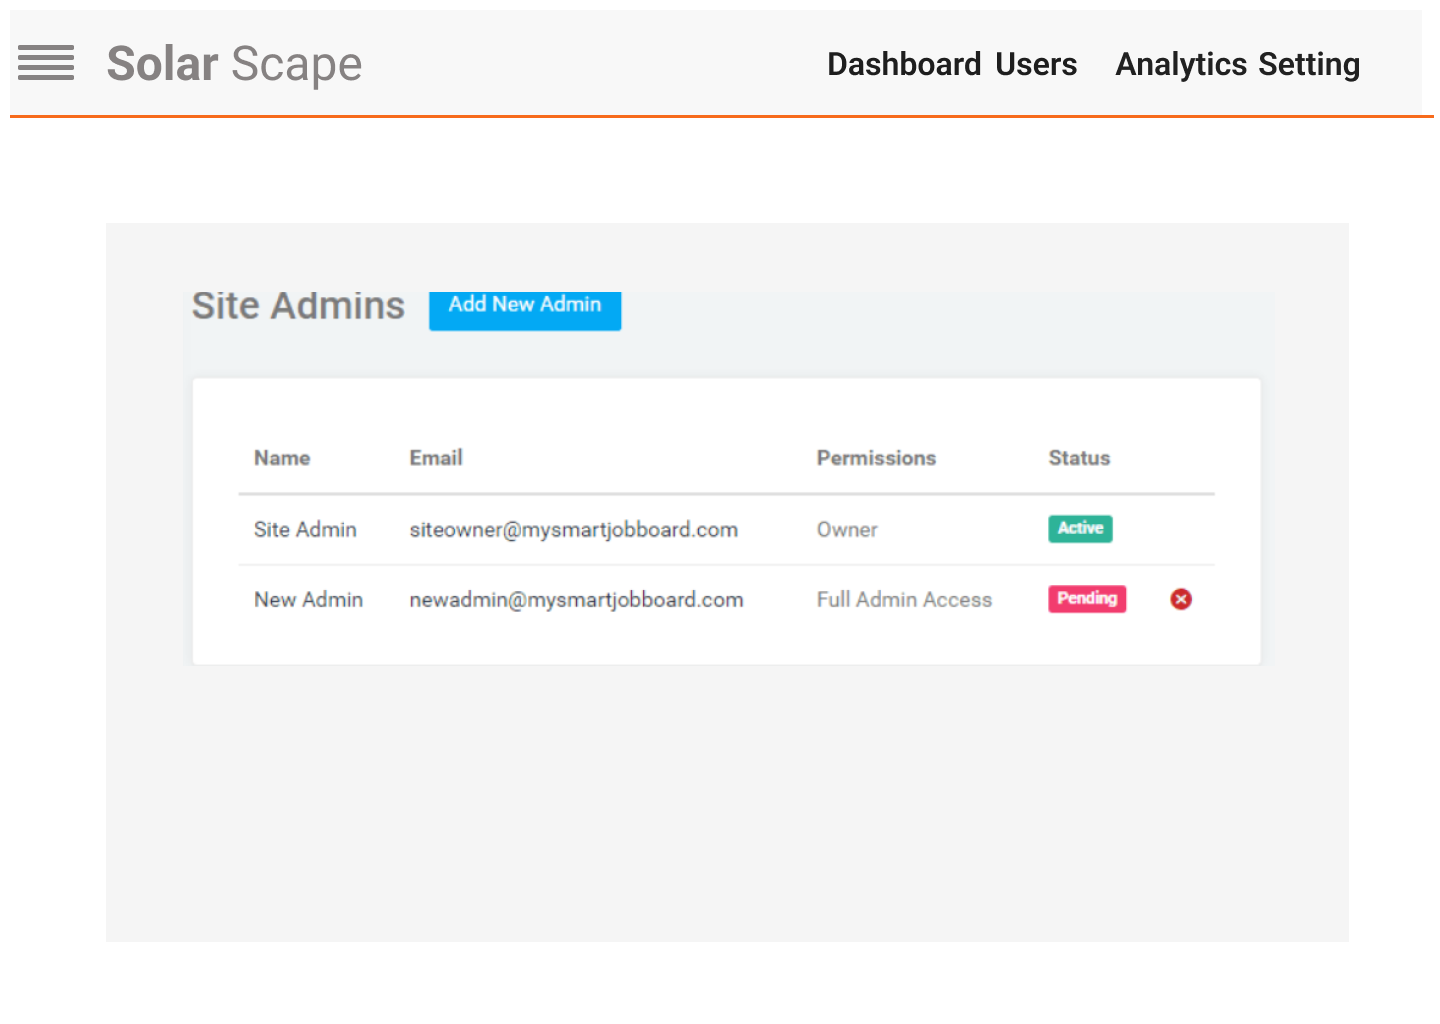 Solar Scape Dashboard Users Analytics Setting
Site Admins Add New Admin
Name Email Permissions Status
Site Admin siteowner@mysmartjobboard.com Owner Active
New Admin newadmin@mysmartjobboard.com Full Admin Access Pending